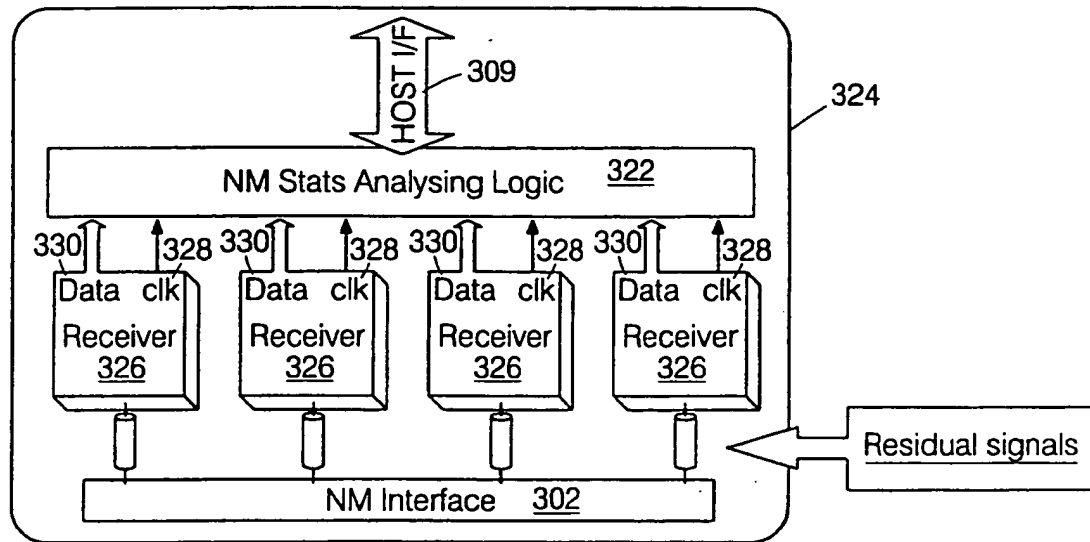 HOST I/F
309
324
NM Stats Analysing Logic 322
330 328 330 328 330 328 330 328
Data clk Data clk Data clk Data clk
Receiver Receiver Receiver Receiver
326 326 326 326
Residual signals
NM Interface 302